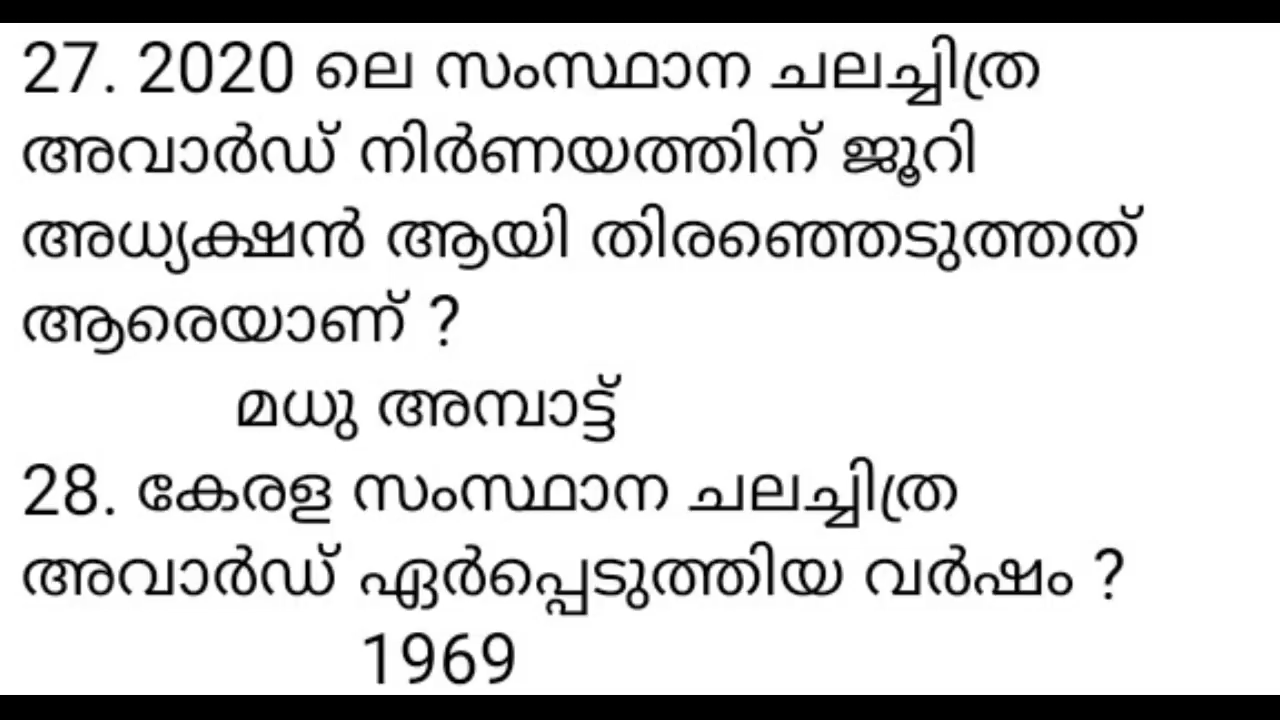 27. 2020 ലെ സംസ്ഥാന ചലച്ചിത്ര
അവാർഡ് നിർണയത്തിന് ജൂറി
അധ്യക്ഷൻ ആയി തിരഞ്ഞെടുത്തത്
ആരെയാണ് ?
മധു അമ്പാട്ട്
28. കേരള സംസ്ഥാന ചലച്ചിത്ര
അവാർഡ് ഏർപ്പെടുത്തിയ വർഷം ?
1969